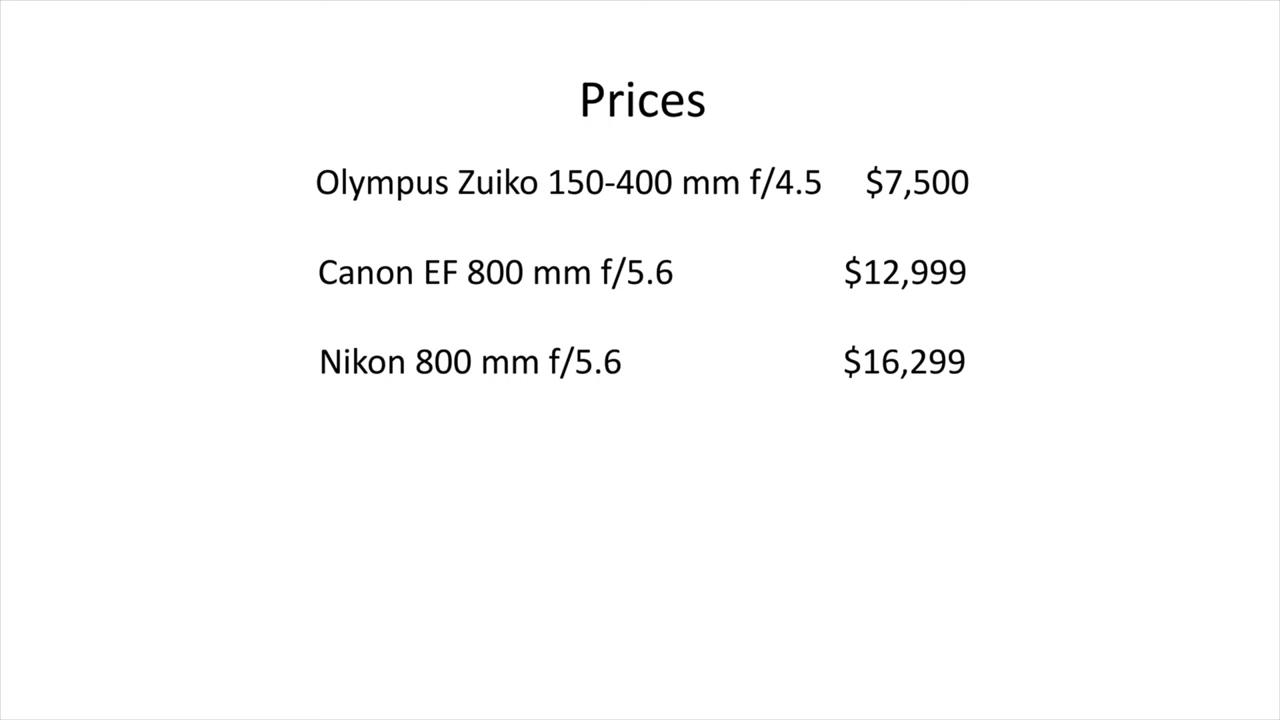 Prices
Olympus Zuiko 150-400 mm f/4.5 $7,500
Canon EF 800 mm f/5.6 $12,999
Nikon 800 mm f/5.6 $16,299